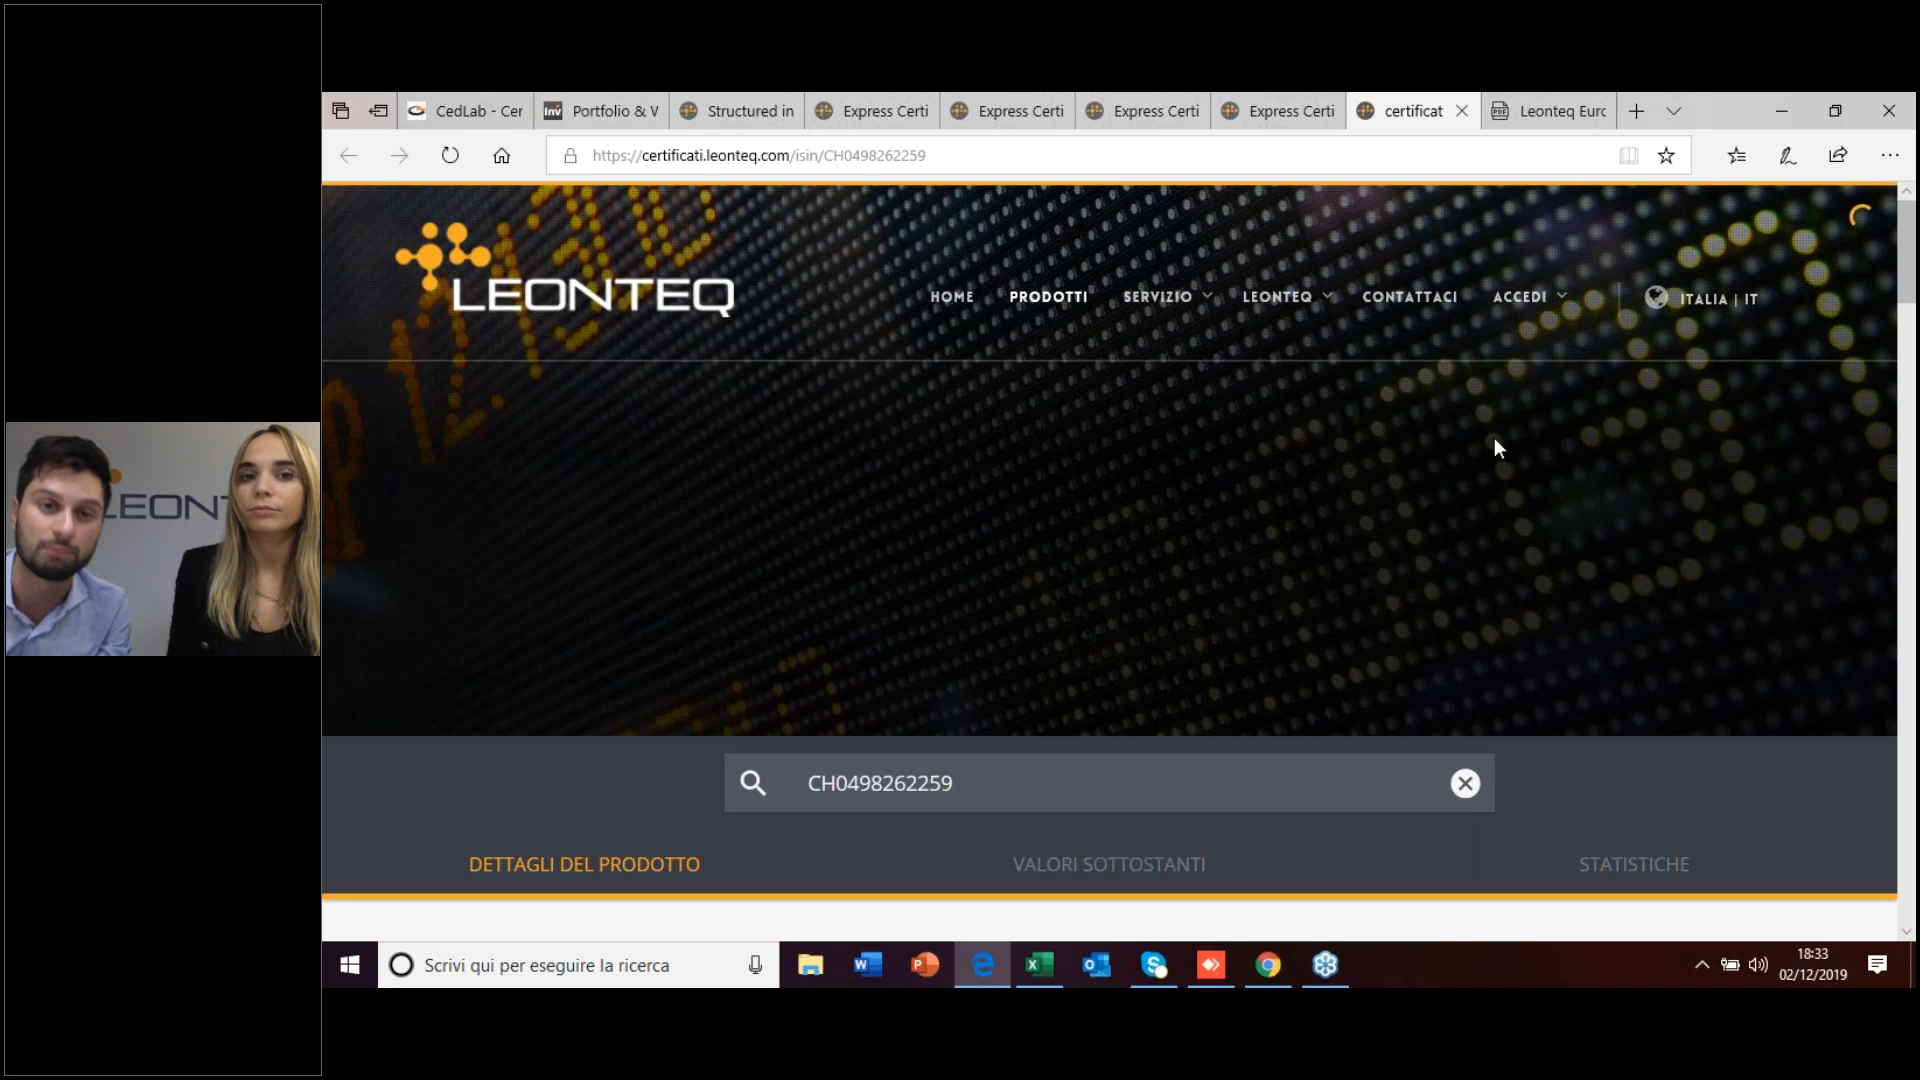 CedLab - Cer
Portfolio & V
Structured in
Express Certi
Express Certi
Express Certi
Express Certi
certificat
Leonteq Eurc
https://certificati.leonteq.com/isin/CH0498262259
LEONTEQ
HOME
PRODOTTI
SERVIZIO
LEONTEQ
CONTATTACI
ACCEDI
ITALIA | IT
LEONT
CH0498262259
DETTAGLI DEL PRODOTTO
VALORI SOTTOSTANTI
STATISTICHE
Scrivi qui per eseguire la ricerca
18:33
02/12/2019